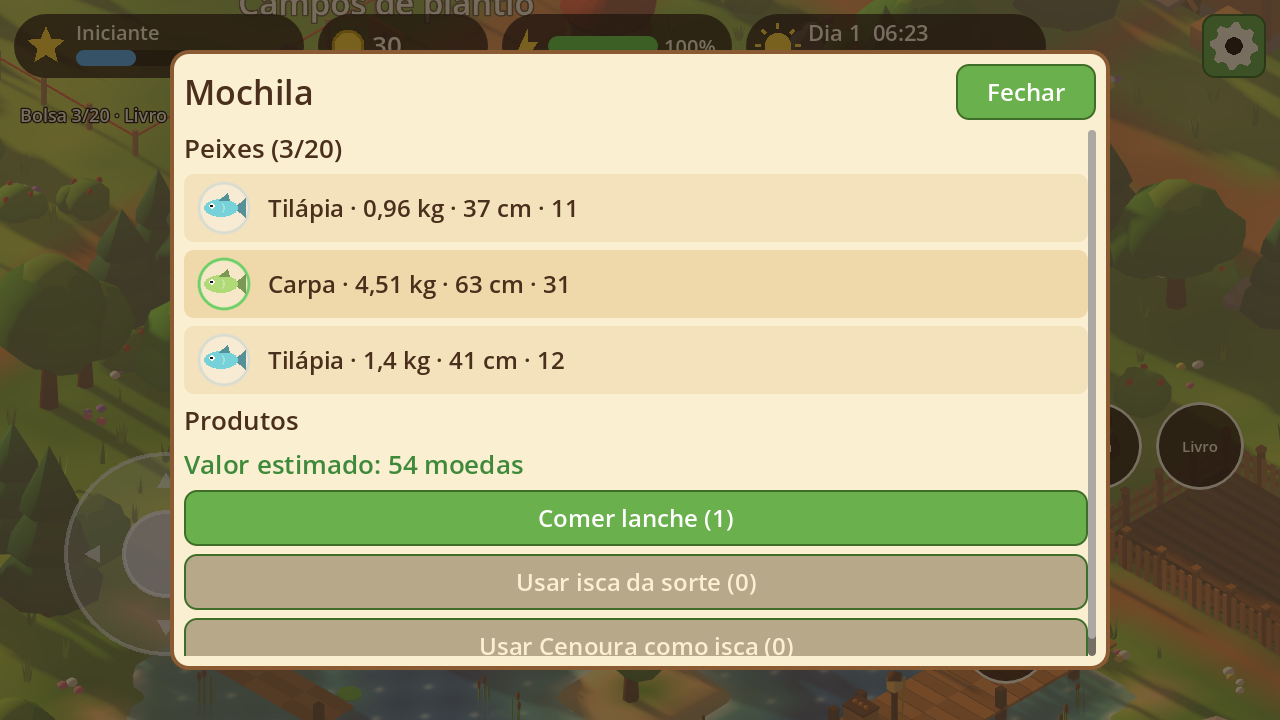 Campos de plantio
Iniciante
30
100%
Dia 1 06:23
Bolsa 3/20 · Livro
Mochila
Fechar
Peixes (3/20)
Tilápia · 0,96 kg · 37 cm · 11
Carpa · 4,51 kg · 63 cm · 31
Tilápia · 1,4 kg · 41 cm · 12
Produtos
Valor estimado: 54 moedas
Comer lanche (1)
Livro
Usar isca da sorte (0)
Usar Cenoura como isca (0)